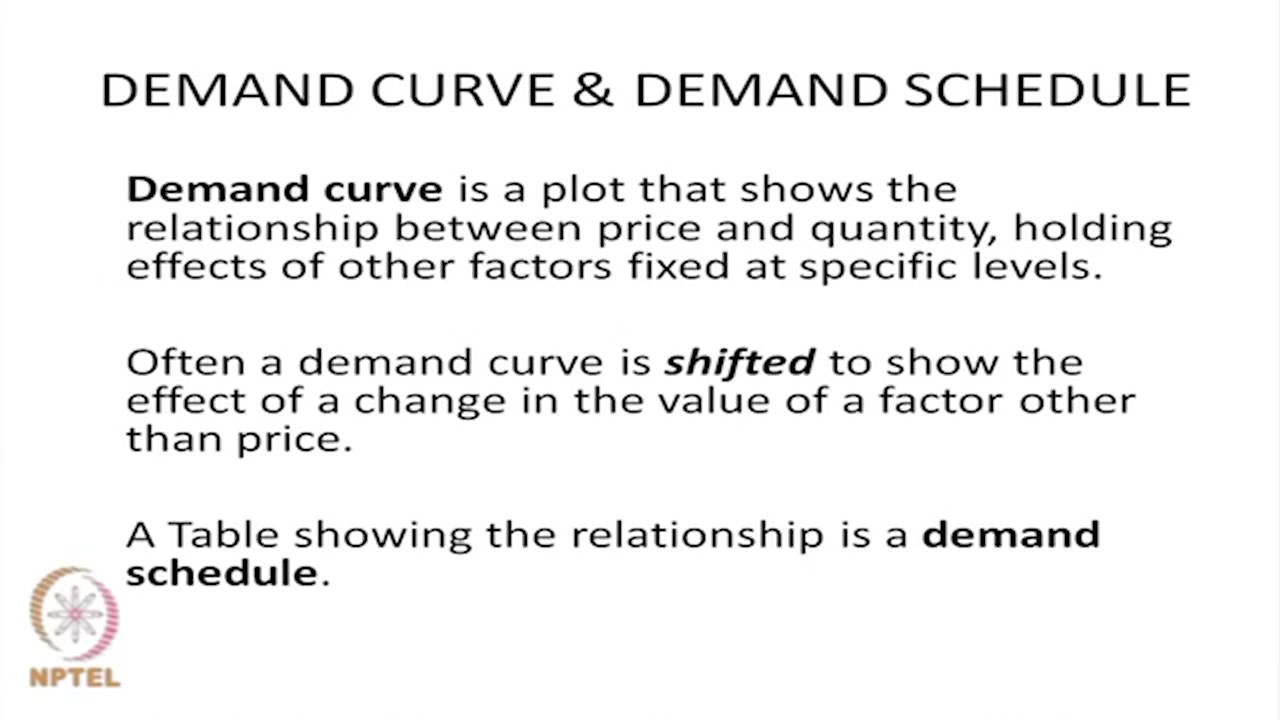 DEMAND CURVE & DEMAND SCHEDULE
Demand curve is a plot that shows the
relationship between price and quantity, holding
effects of other factors fixed at specific levels.
Often a demand curve is shifted to show the
effect of a change in the value of a factor other
than price.
A Table showing the relationship is a demand
schedule.
NPTEL